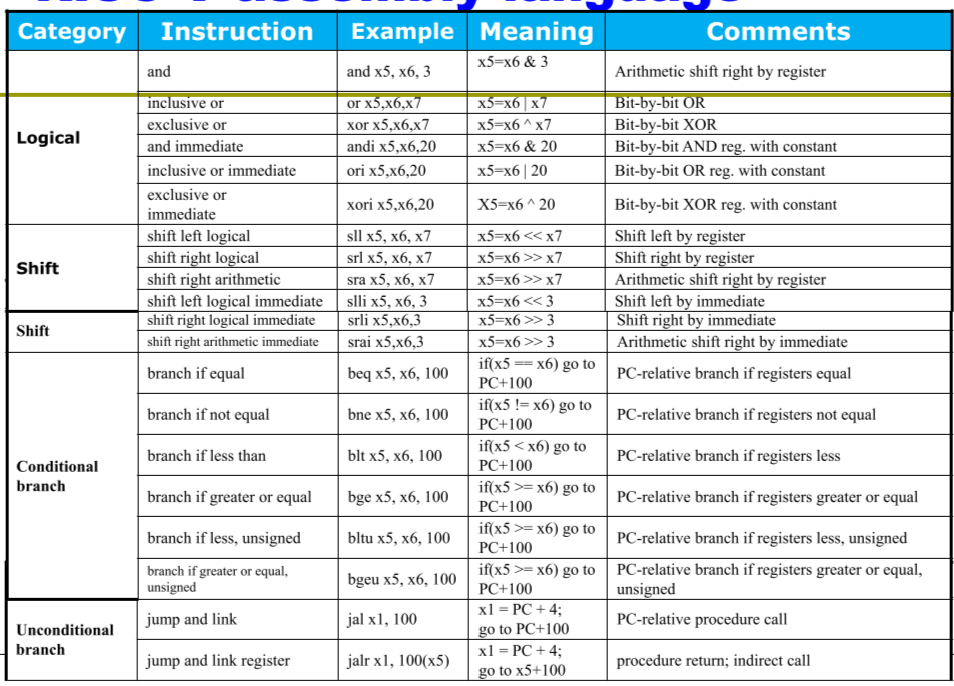 RISC-V assembly language
Category Instruction Example Meaning Comments
Logical
and and x5, x6, 3 x5=x6 & 3 Arithmetic shift right by register
inclusive or or x5,x6,x7 x5=x6 | x7 Bit-by-bit OR
exclusive or xor x5,x6,x7 x5=x6 ^ x7 Bit-by-bit XOR
and immediate andi x5,x6,20 x5=x6 & 20 Bit-by-bit AND reg. with constant
inclusive or immediate ori x5,x6,20 x5=x6 | 20 Bit-by-bit OR reg. with constant
exclusive or
immediate xori x5,x6,20 X5=x6 ^ 20 Bit-by-bit XOR reg. with constant
Shift
shift left logical sll x5, x6, x7 x5=x6 << x7 Shift left by register
shift right logical srl x5, x6, x7 x5=x6 >> x7 Shift right by register
shift right arithmetic sra x5, x6, x7 x5=x6 >> x7 Arithmetic shift right by register
shift left logical immediate slli x5, x6, 3 x5=x6 << 3 Shift left by immediate
Shift
shift right logical immediate srli x5,x6,3 x5=x6 >> 3 Shift right by immediate
shift right arithmetic immediate srai x5,x6,3 x5=x6 >> 3 Arithmetic shift right by immediate
Conditional
branch
branch if equal beq x5, x6, 100 if(x5 == x6) go to
PC+100 PC-relative branch if registers equal
branch if not equal bne x5, x6, 100 if(x5 != x6) go to
PC+100 PC-relative branch if registers not equal
branch if less than blt x5, x6, 100 if(x5 < x6) go to
PC+100 PC-relative branch if registers less
branch if greater or equal bge x5, x6, 100 if(x5 >= x6) go to
PC+100 PC-relative branch if registers greater or equal
branch if less, unsigned bltu x5, x6, 100 if(x5 >= x6) go to
PC+100 PC-relative branch if registers less, unsigned
branch if greater or equal,
unsigned bgeu x5, x6, 100 if(x5 >= x6) go to
PC+100 PC-relative branch if registers greater or equal,
unsigned
Unconditional
branch
jump and link jal x1, 100 x1 = PC + 4;
go to PC+100 PC-relative procedure call
jump and link register jalr x1, 100(x5) x1 = PC + 4;
go to x5+100 procedure return; indirect call